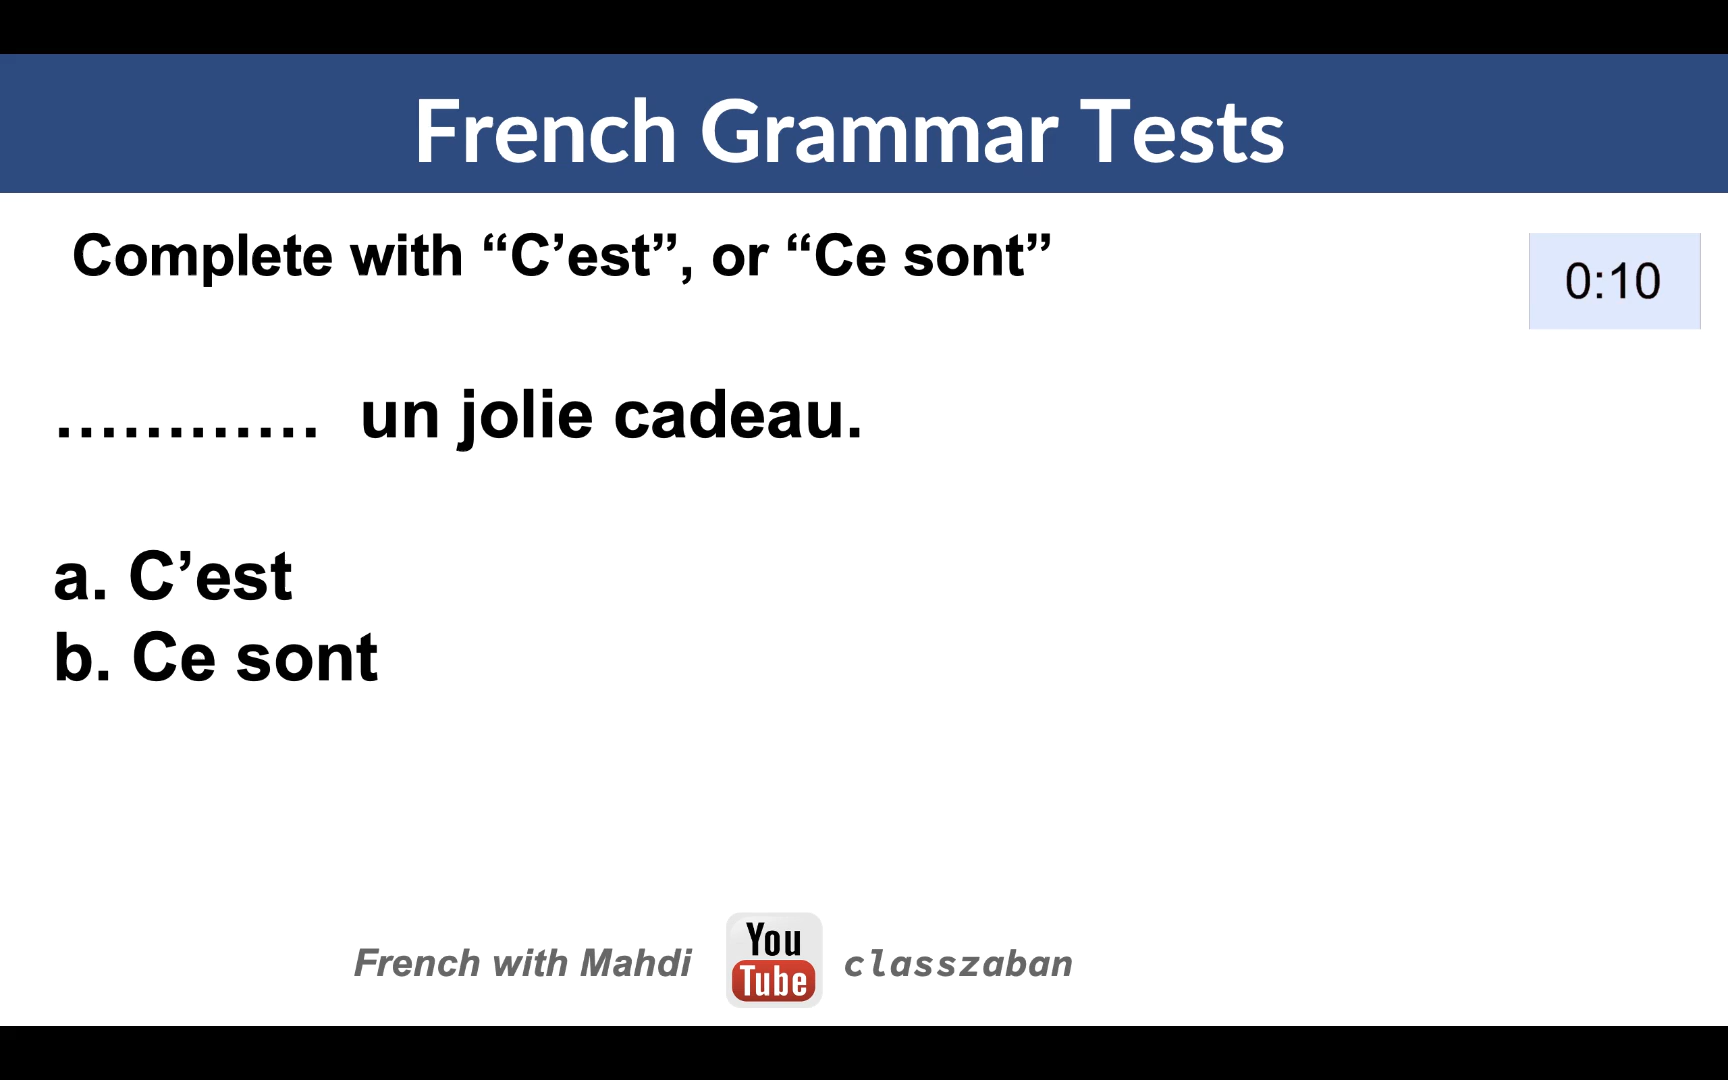 French Grammar Tests
Complete with “C’est”, or “Ce sont”
0:10
………… un jolie cadeau.
a. C’est
b. Ce sont
French with Mahdi You Tube classzaban